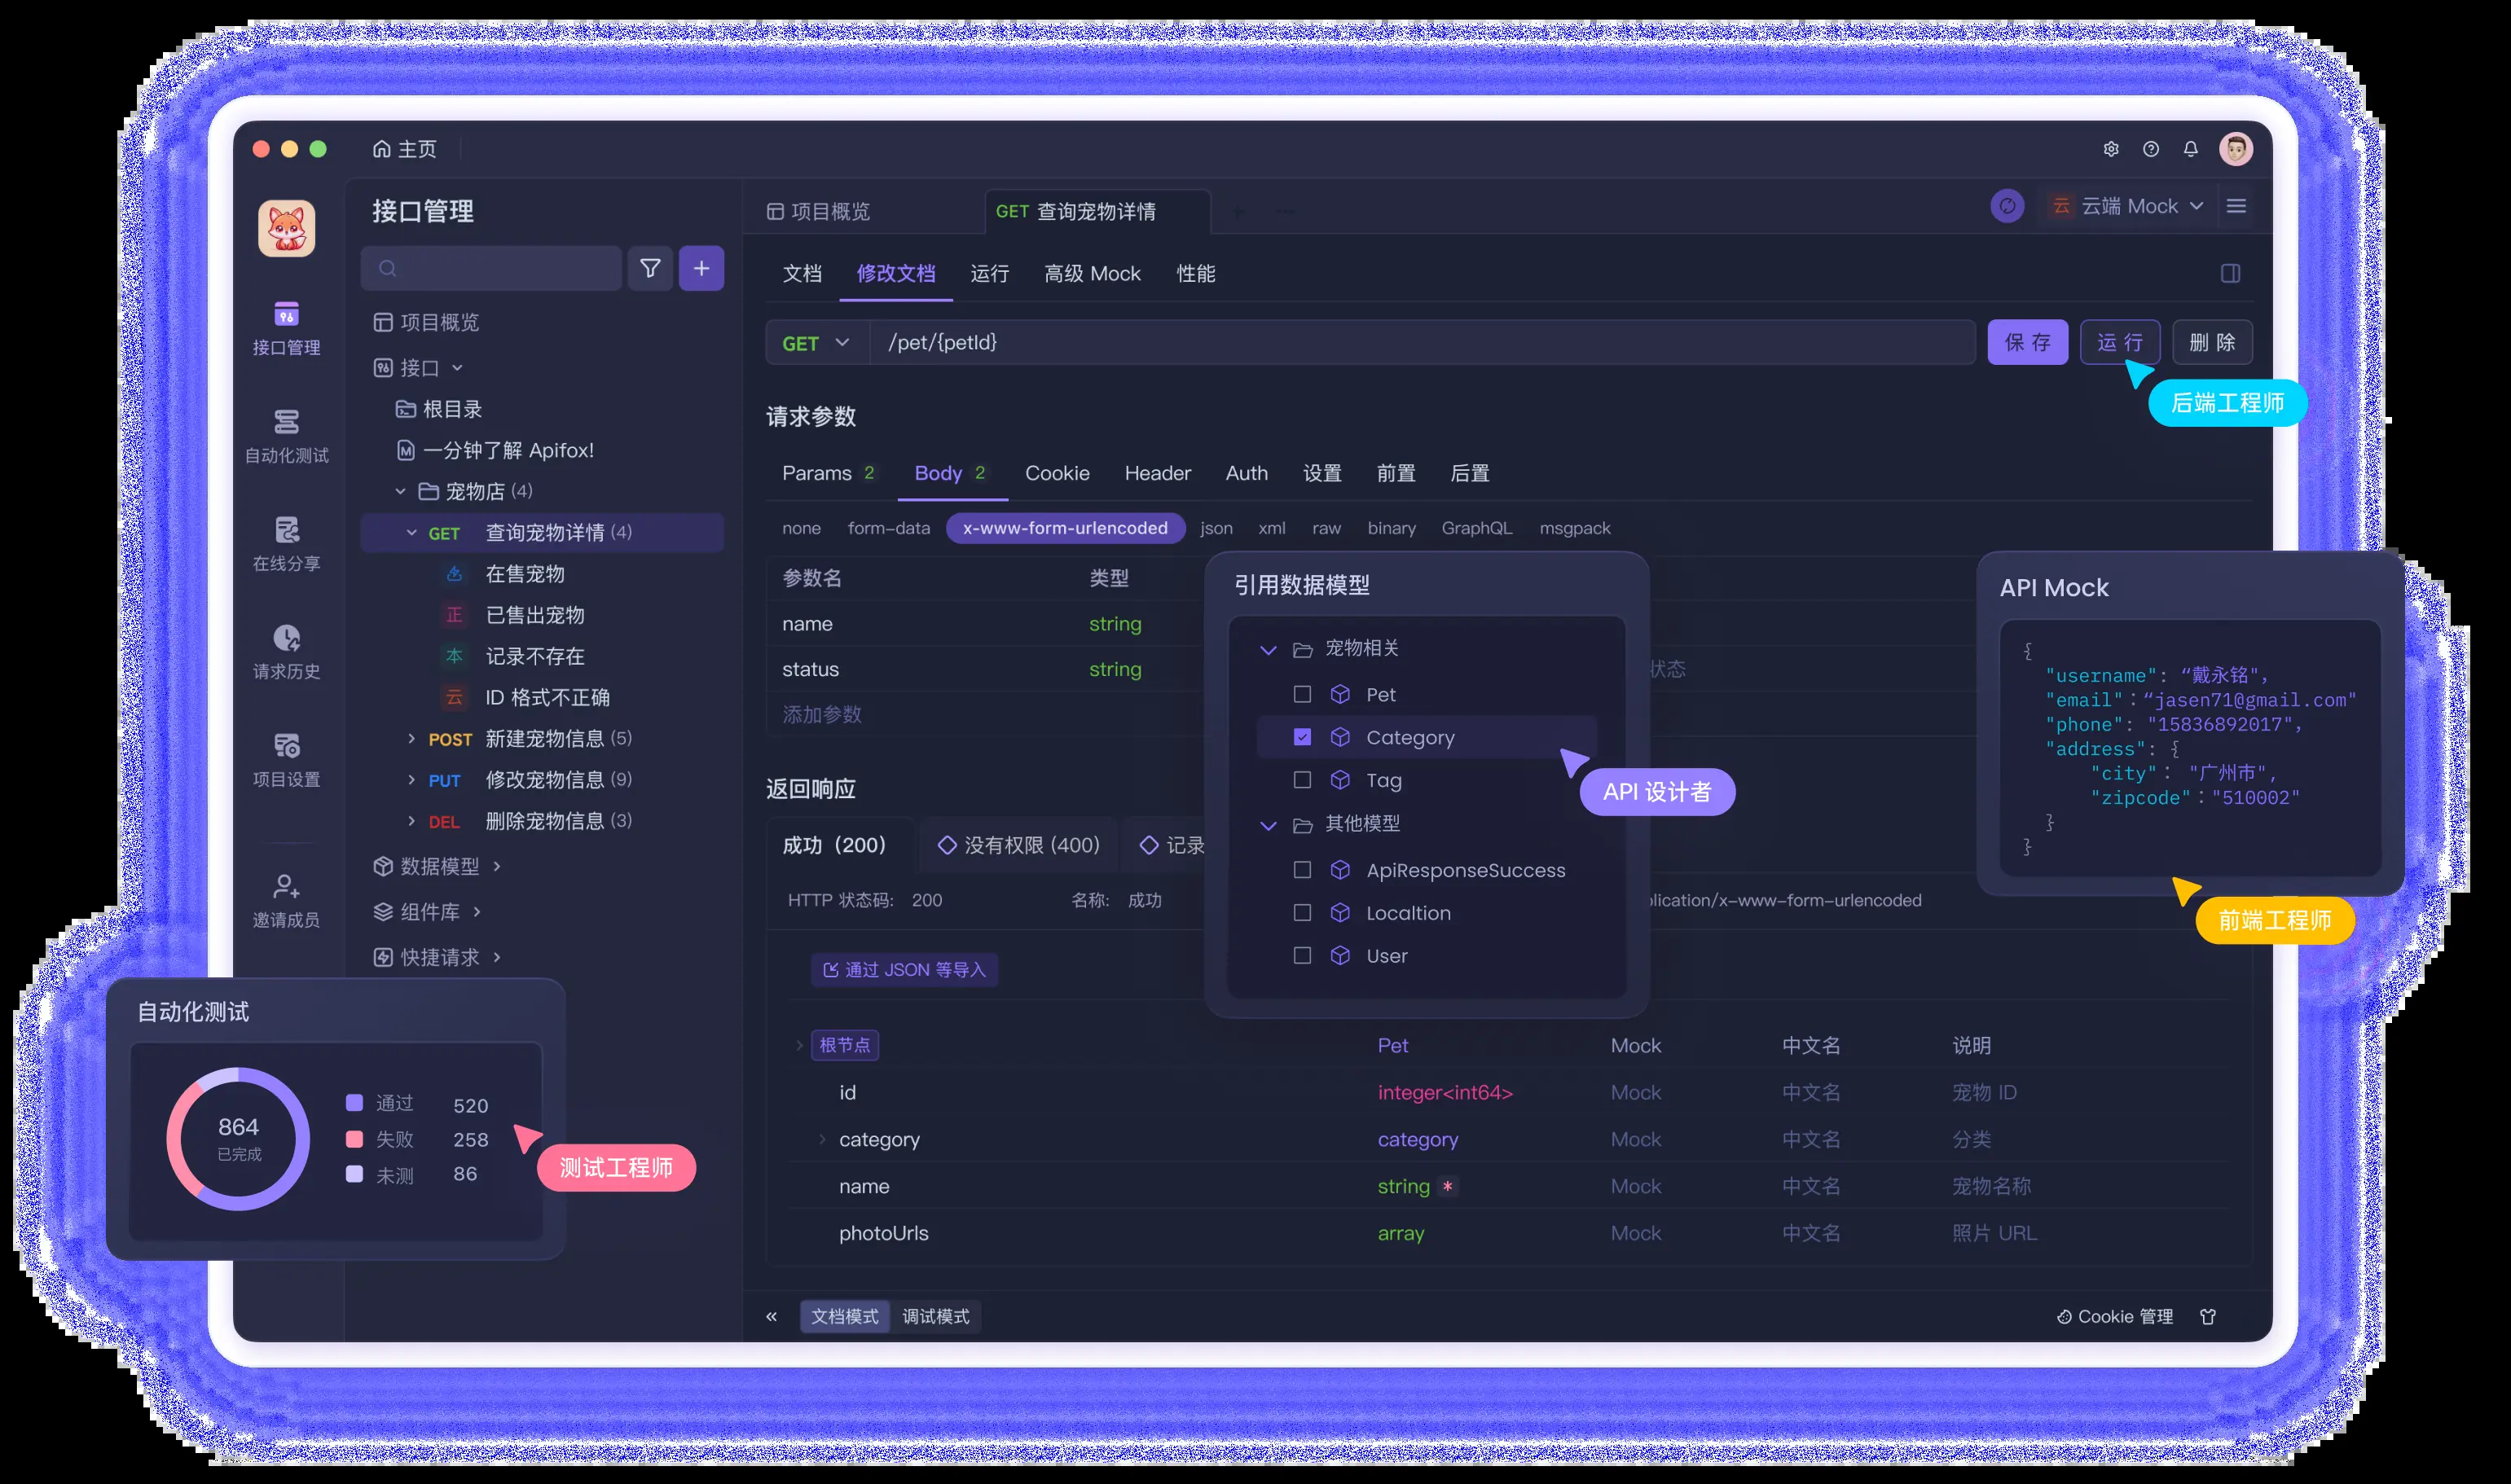 主页
接口管理
项目概览
GET 查询宠物详情
云 云端 Mock
接口管理
自动化测试
在线分享
请求历史
项目设置
邀请成员
项目概览
接口
根目录
一分钟了解 Apifox!
宠物店 (4)
GET 查询宠物详情 (4)
在售宠物
正 已售出宠物
本 记录不存在
云 ID 格式不正确
POST 新建宠物信息 (5)
PUT 修改宠物信息 (9)
DEL 删除宠物信息 (3)
数据模型
组件库
快捷请求
文档 修改文档 运行 高级 Mock 性能
GET /pet/{petId} 保存 运行 删除
后端工程师
请求参数
Params 2 Body 2 Cookie Header Auth 设置 前置 后置
none form-data x-www-form-urlencoded json xml raw binary GraphQL msgpack
参数名 类型
name string
status string 状态
添加参数
返回响应
成功 (200) 没有权限 (400) 记录
HTTP 状态码: 200 名称: 成功 lication/x-www-form-urlencoded
通过 JSON 等导入
根节点 Pet Mock 中文名 说明
id integer<int64> Mock 中文名 宠物 ID
category category Mock 中文名 分类
name string * Mock 中文名 宠物名称
photoUrls array Mock 中文名 照片 URL
文档模式 调试模式
Cookie 管理
引用数据模型
宠物相关
Pet
Category
Tag
其他模型
ApiResponseSuccess
Localtion
User
API 设计者
API Mock
{
"username": “戴永铭",
"email":“jasen71@gmail.com"
"phone": "15836892017",
"address": {
"city": "广州市",
"zipcode":"510002"
}
}
前端工程师
自动化测试
864
已完成
通过 520
失败 258
未测 86
测试工程师